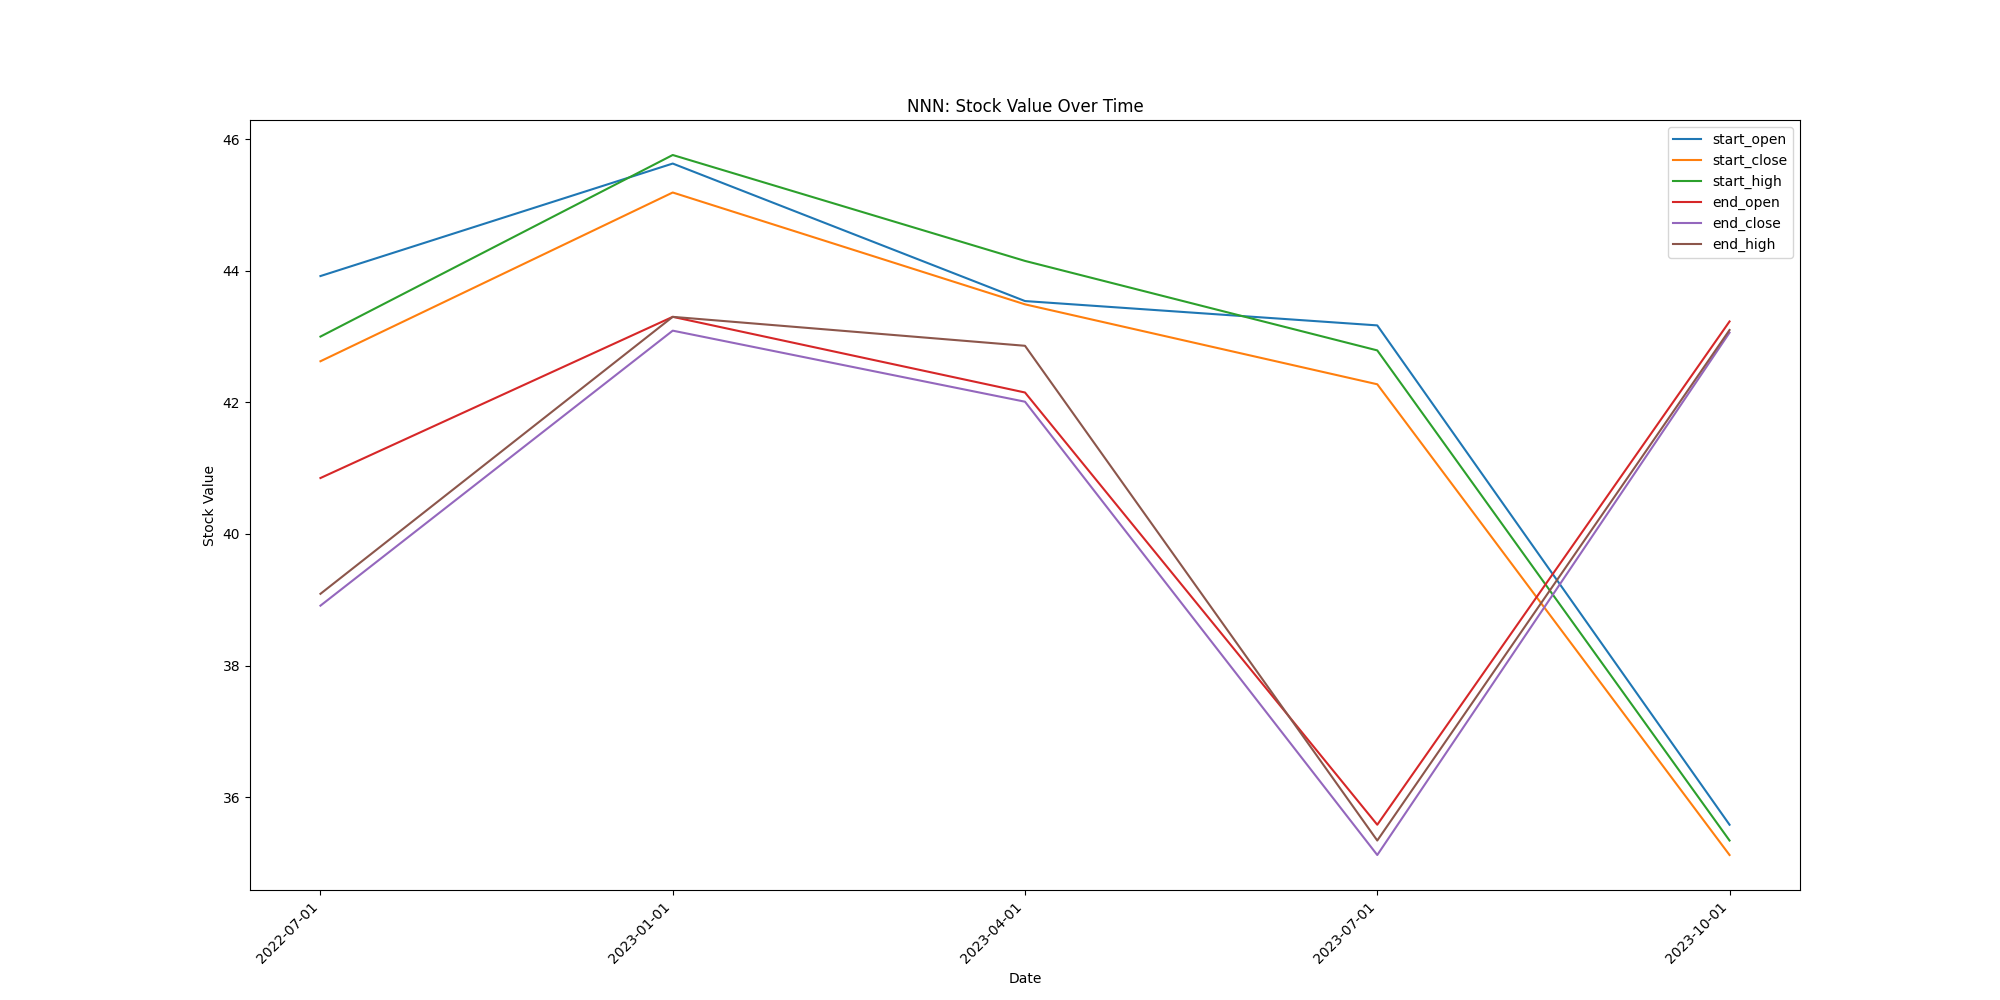 NNN: Stock Value Over Time
46
44
42
40
38
36
Stock Value
start_open
start_close
start_high
end_open
end_close
end_high
2022-07-01
2023-01-01
2023-04-01
2023-07-01
2023-10-01
Date